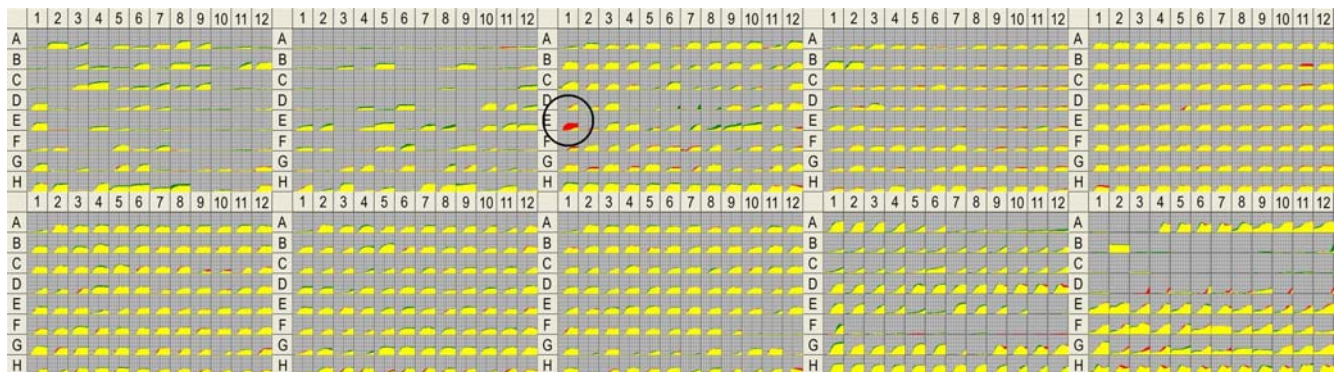 1 2 3 4 5 6 7 8 9 10 11 12 1 2 3 4 5 6 7 8 9 10 11 12 1 2 3 4 5 6 7 8 9 10 11 12 1 2 3 4 5 6 7 8 9 10 11 12 1 2 3 4 5 6 7 8 9 10 11 12
A A A A A
B B B B B
C C C C C
D D D D D
E E E E E
F F F F F
G G G G G
H H H H H
1 2 3 4 5 6 7 8 9 10 11 12 1 2 3 4 5 6 7 8 9 10 11 12 1 2 3 4 5 6 7 8 9 10 11 12 1 2 3 4 5 6 7 8 9 10 11 12 1 2 3 4 5 6 7 8 9 10 11 12
A A A A A
B B B B B
C C C C C
D D D D D
E E E E E
F F F F F
G G G G G
H H H H H